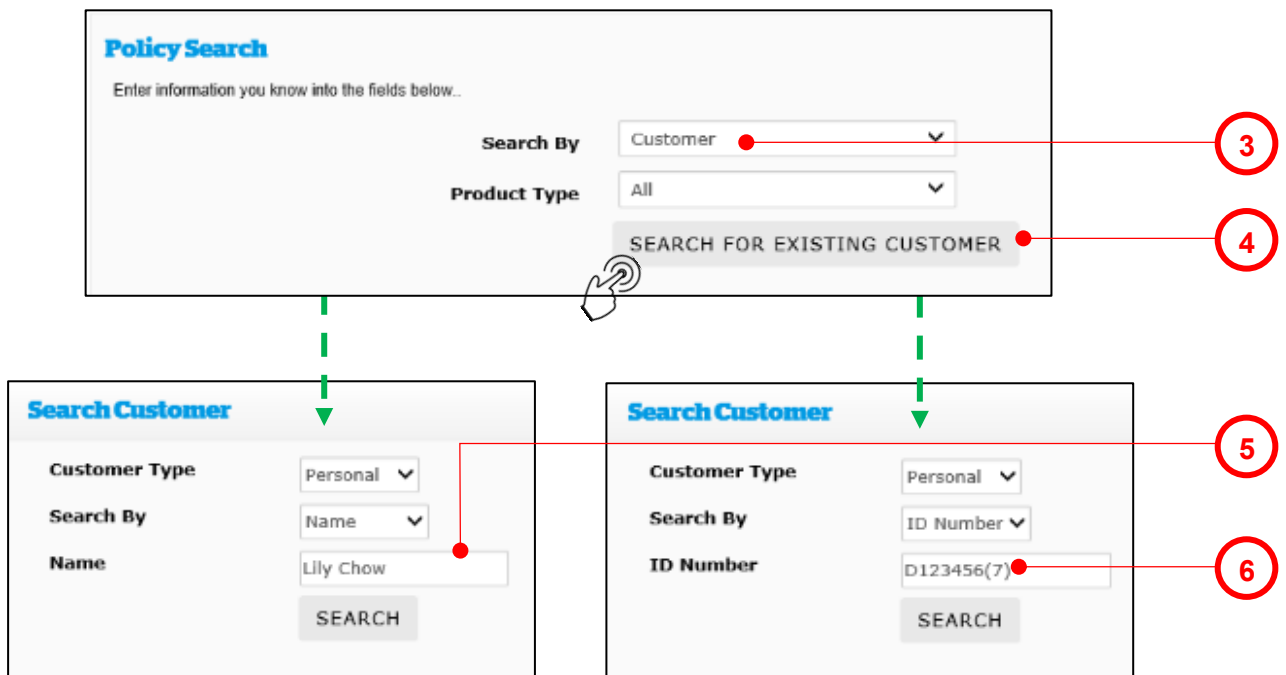 Policy Search
Enter information you know into the fields below..
Search By Customer
3
Product Type All
SEARCH FOR EXISTING CUSTOMER
4
Search Customer
Customer Type Personal
Search By Name
Name Lily Chow
SEARCH
5
Search Customer
Customer Type Personal
Search By ID Number
ID Number D123456(7)
SEARCH
6